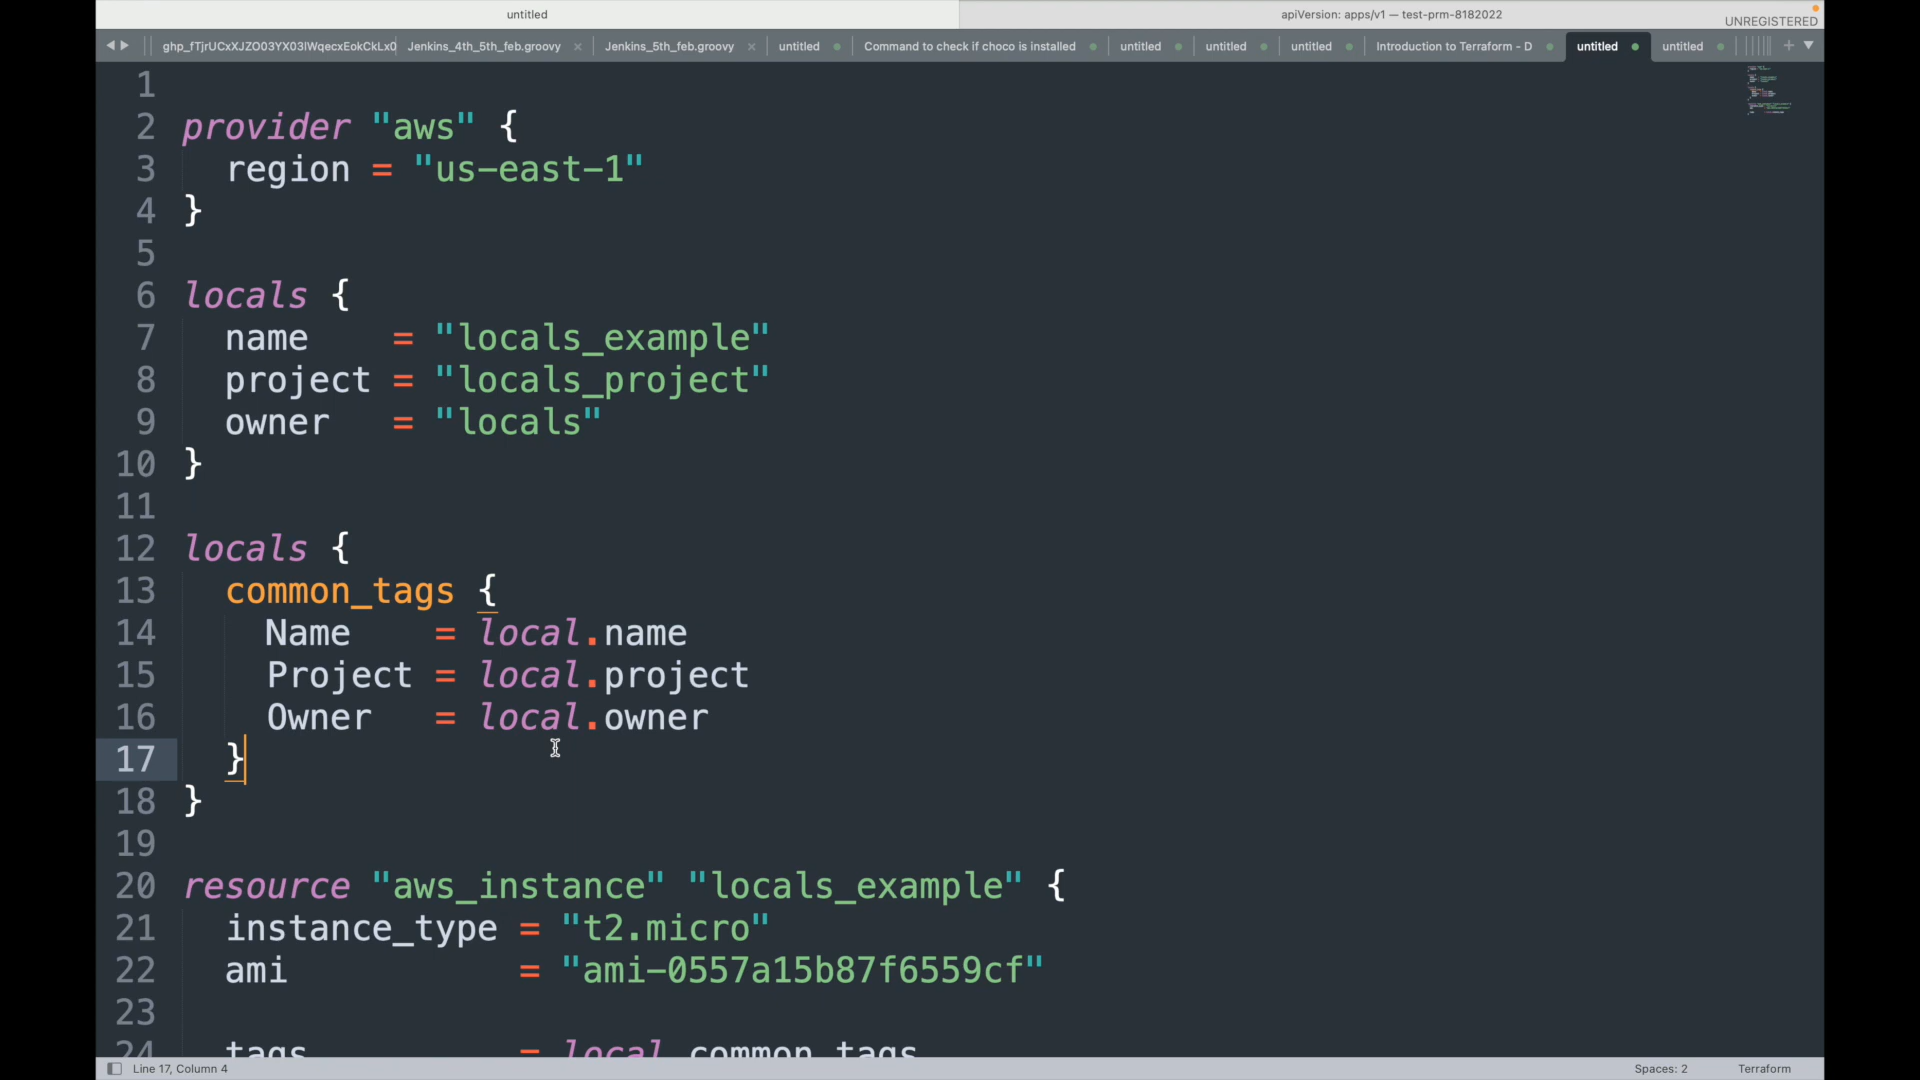 untitled
apiVersion: apps/v1 — test-prm-8182022
UNREGISTERED
Jenkins_4th_5th_feb.groovy
Jenkins_5th_feb.groovy
untitled
Command to check if choco is installed
untitled
untitled
untitled
Introduction to Terraform - D
untitled
untitled
1
2 provider "aws" {
3 region = "us-east-1"
4 }
5
6 locals {
7 name = "locals_example"
8 project = "locals_project"
9 owner = "locals"
10 }
11
12 locals {
13 common_tags {
14 Name = local.name
15 Project = local.project
16 Owner = local.owner
17 }
18 }
19
20 resource "aws_instance" "locals_example" {
21 instance_type = "t2.micro"
22 ami = "ami-0557a15b87f6559cf"
23
24 tags = local.common_tags
Line 17, Column 4
Spaces: 2
Terraform